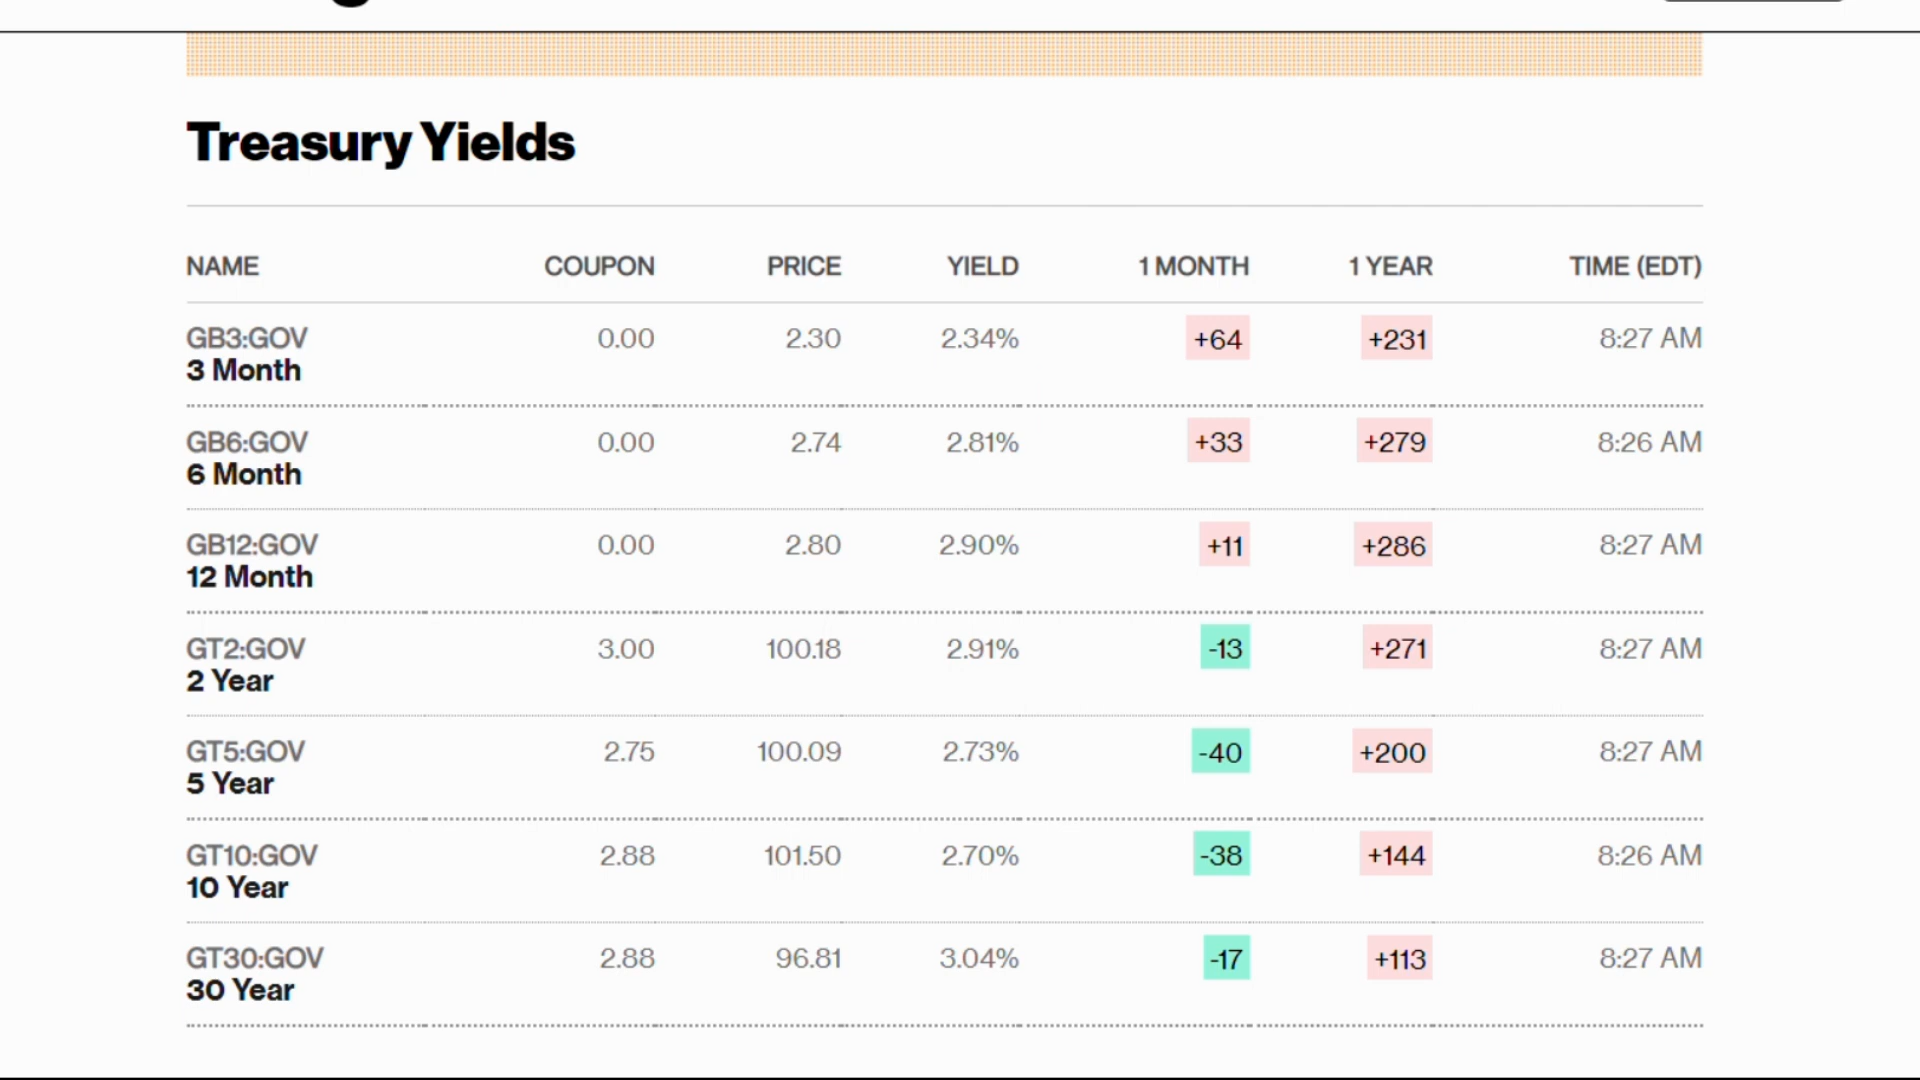 Treasury Yields
NAME COUPON PRICE YIELD 1 MONTH 1 YEAR TIME (EDT)
GB3:GOV 0.00 2.30 2.34% +64 +231 8:27 AM
3 Month
GB6:GOV 0.00 2.74 2.81% +33 +279 8:26 AM
6 Month
GB12:GOV 0.00 2.80 2.90% +11 +286 8:27 AM
12 Month
GT2:GOV 3.00 100.18 2.91% -13 +271 8:27 AM
2 Year
GT5:GOV 2.75 100.09 2.73% -40 +200 8:27 AM
5 Year
GT10:GOV 2.88 101.50 2.70% -38 +144 8:26 AM
10 Year
GT30:GOV 2.88 96.81 3.04% -17 +113 8:27 AM
30 Year